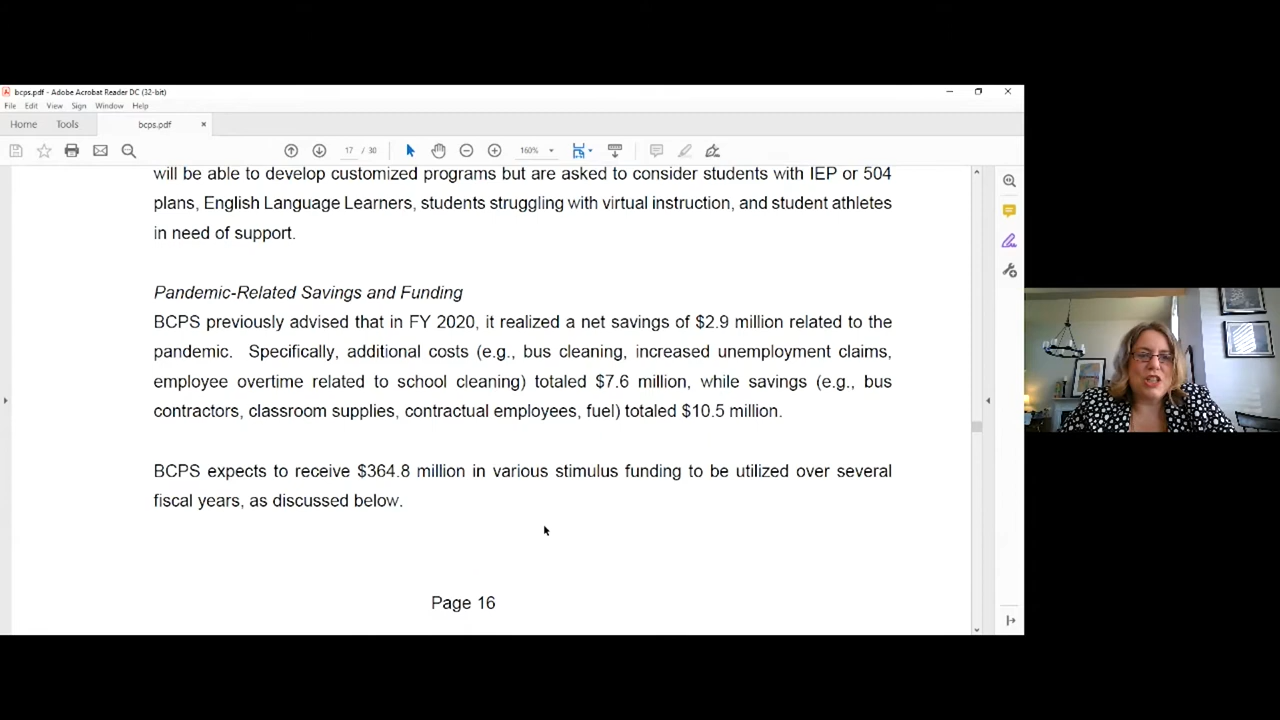 bcps.pdf - Adobe Acrobat Reader DC (32-bit)
File Edit View Sign Window Help
Home Tools bcps.pdf ×
17 / 30 160%
will be able to develop customized programs but are asked to consider students with IEP or 504
plans, English Language Learners, students struggling with virtual instruction, and student athletes
in need of support.
Pandemic-Related Savings and Funding
BCPS previously advised that in FY 2020, it realized a net savings of $2.9 million related to the
pandemic. Specifically, additional costs (e.g., bus cleaning, increased unemployment claims,
employee overtime related to school cleaning) totaled $7.6 million, while savings (e.g., bus
contractors, classroom supplies, contractual employees, fuel) totaled $10.5 million.
BCPS expects to receive $364.8 million in various stimulus funding to be utilized over several
fiscal years, as discussed below.
Page 16